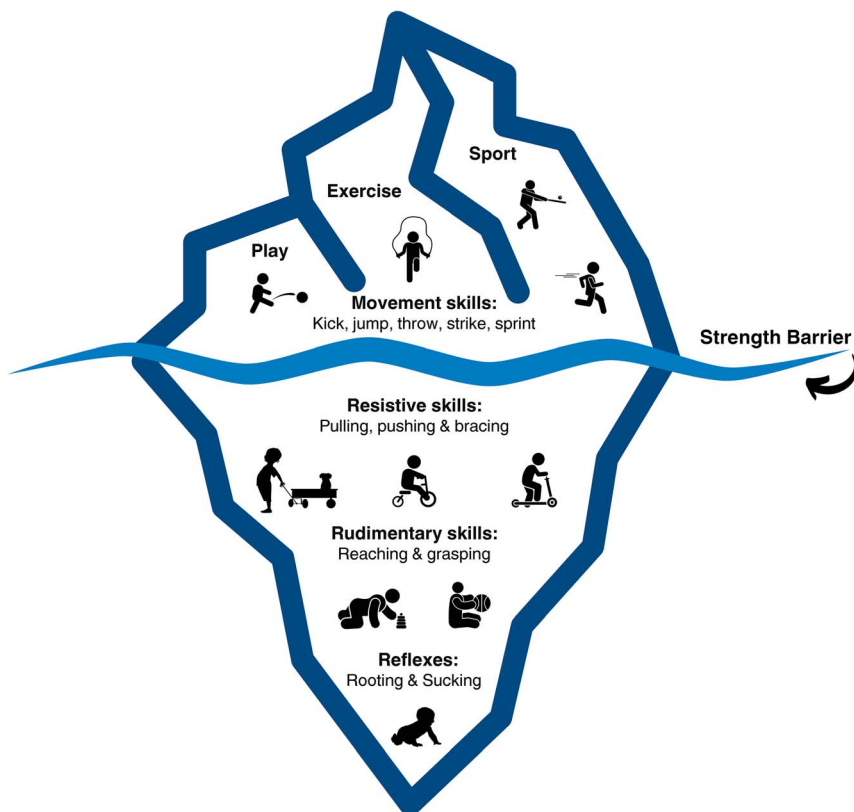 Sport
Exercise
Play
Movement skills:
Kick, jump, throw, strike, sprint
Strength Barrier
Resistive skills:
Pulling, pushing & bracing
Rudimentary skills:
Reaching & grasping
Reflexes:
Rooting & Sucking